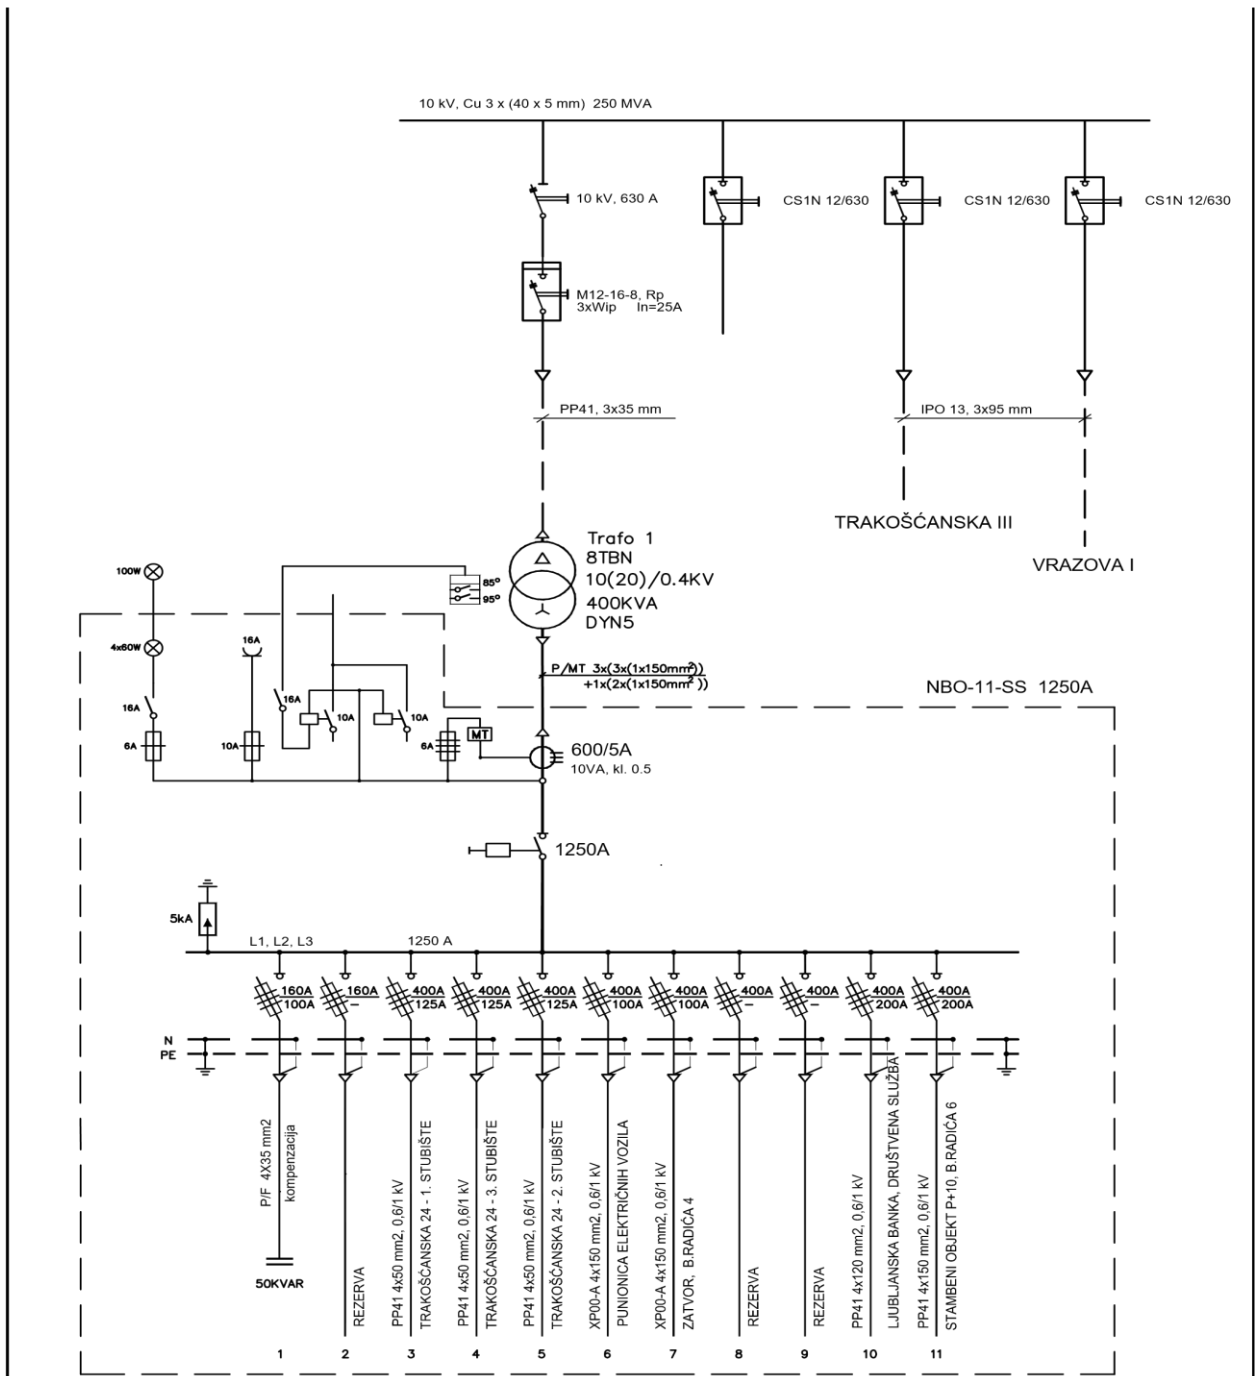 10 kV, Cu 3 x (40 x 5 mm) 250 MVA
10 kV, 630 A
CS1N 12/630
CS1N 12/630
CS1N 12/630
M12-16-8, Rp
3xWip In=25A
PP41, 3x35 mm
IPO 13, 3x95 mm
TRAKOŠĆANSKA III
VRAZOVA I
Trafo 1
8TBN
10(20)/0.4KV
400KVA
DYN5
85°
95°
100W
4x60W
16A
16A
16A
10A
10A
6A
10A
6A
MT
P/MT 3x(3x(1x150mm²))
+1x(2x(1x150mm²))
NBO-11-SS 1250A
600/5A
10VA, kl. 0.5
1250A
5kA
L1, L2, L3
1250 A
160A
100A
160A
–
400A
125A
400A
125A
400A
125A
400A
100A
400A
100A
400A
–
400A
–
400A
200A
400A
200A
N
PE
P/F 4X35 mm2
kompenzacija
50KVAR
REZERVA
PP41 4x50 mm2, 0,6/1 kV
TRAKOŠĆANSKA 24 - 1. STUBIŠTE
PP41 4x50 mm2, 0,6/1 kV
TRAKOŠĆANSKA 24 - 3. STUBIŠTE
PP41 4x50 mm2, 0,6/1 kV
TRAKOŠĆANSKA 24 - 2. STUBIŠTE
XP00-A 4x150 mm2, 0,6/1 kV
PUNIONICA ELEKTRIČNIH VOZILA
XP00-A 4x150 mm2, 0,6/1 kV
ZATVOR, B.RADIĆA 4
REZERVA
REZERVA
PP41 4x120 mm2, 0,6/1 kV
LJUBLJANSKA BANKA, DRUŠTVENA SLUŽBA
PP41 4x150 mm2, 0,6/1 kV
STAMBENI OBJEKT P+10, B.RADIĆA 6
1 2 3 4 5 6 7 8 9 10 11